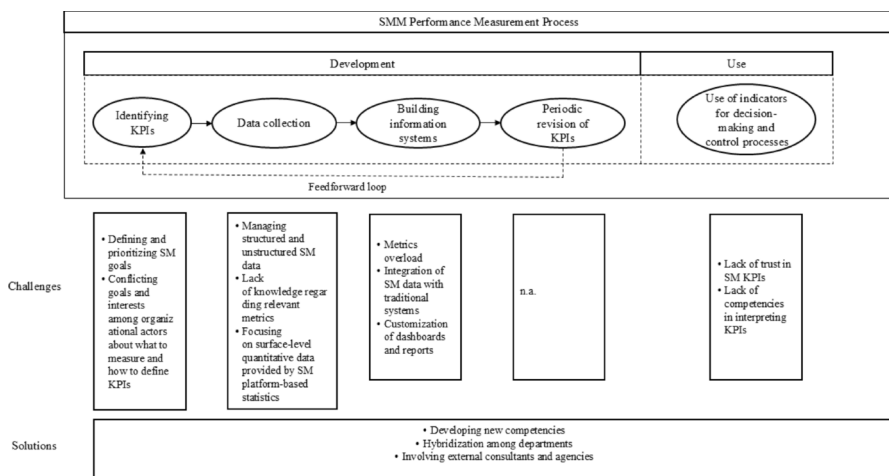 SMM Performance Measurement Process
Development
Use
Identifying
KPIs
Data collection
Building
information
systems
Periodic
revision of
KPIs
Use of indicators
for decision-
making and
control processes
Feedforward loop
Challenges
• Defining and
prioritizing SM
goals
• Conflicting
goals and
interests
among organiz
ational actors
about what to
measure and
how to define
KPIs
• Managing
structured and
unstructured SM
data
• Lack
of knowledge regar
ding relevant
metrics
• Focusing
on surface-level
quantitative data
provided by SM
platform-based
statistics
• Metrics
overload
• Integration of
SM data with
traditional
systems
• Customization
of dashboards
and reports
n.a.
• Lack of trust in
SM KPIs
• Lack of
competencies
in interpreting
KPIs
Solutions
• Developing new competencies
• Hybridization among departments
• Involving external consultants and agencies